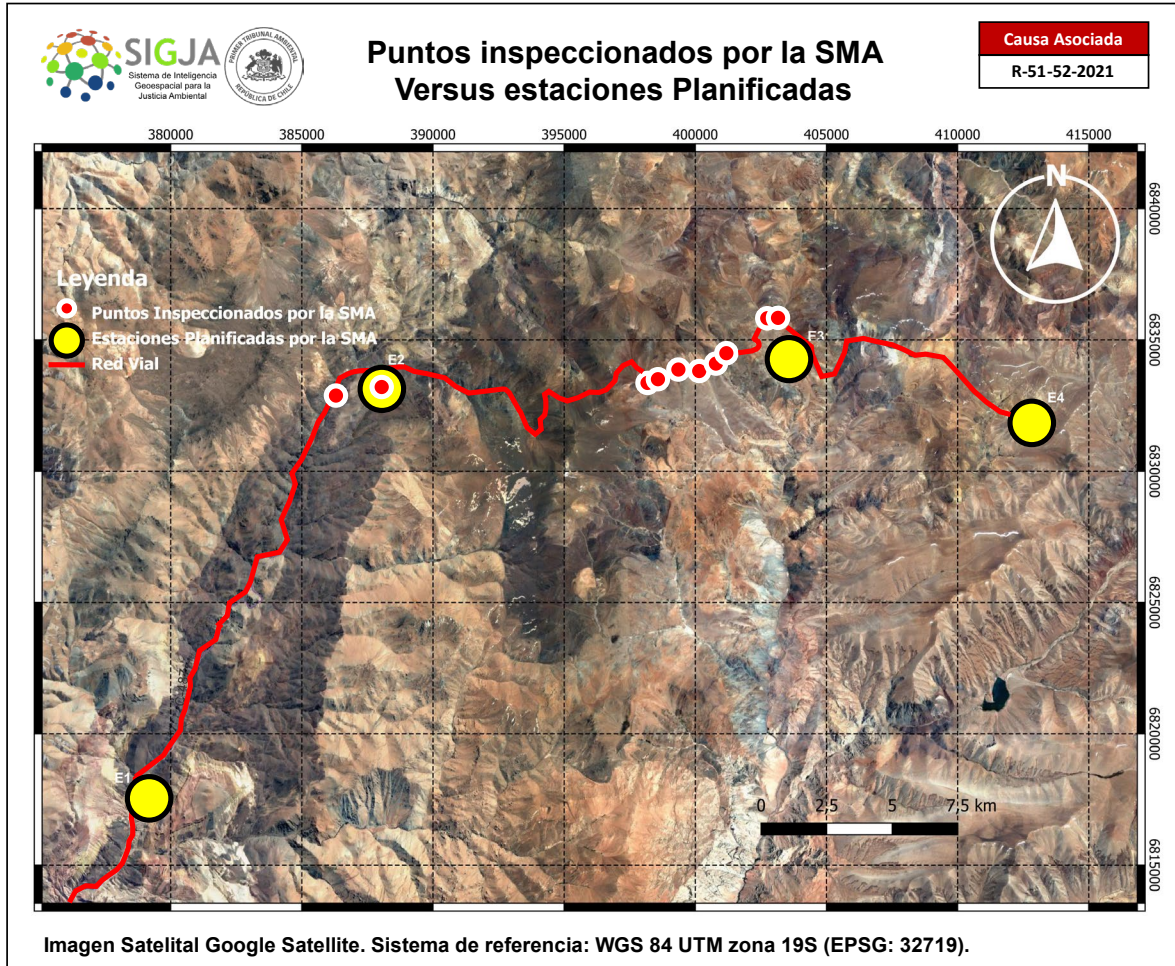 SIGJA
Sistema de Inteligencia
Geoespacial para la
Justicia Ambiental
PRIMER TRIBUNAL AMBIENTAL
REPÚBLICA DE CHILE
Puntos inspeccionados por la SMA
Versus estaciones Planificadas
Causa Asociada
R-51-52-2021
380000 385000 390000 395000 400000 405000 410000 415000
N
6840000
6835000
6830000
6825000
6820000
6815000
Leyenda
Puntos Inspeccionados por la SMA
Estaciones Planificadas por la SMA
Red Vial
E2
E3
E4
E1
0 2,5 5 7,5 km
Imagen Satelital Google Satellite. Sistema de referencia: WGS 84 UTM zona 19S (EPSG: 32719).